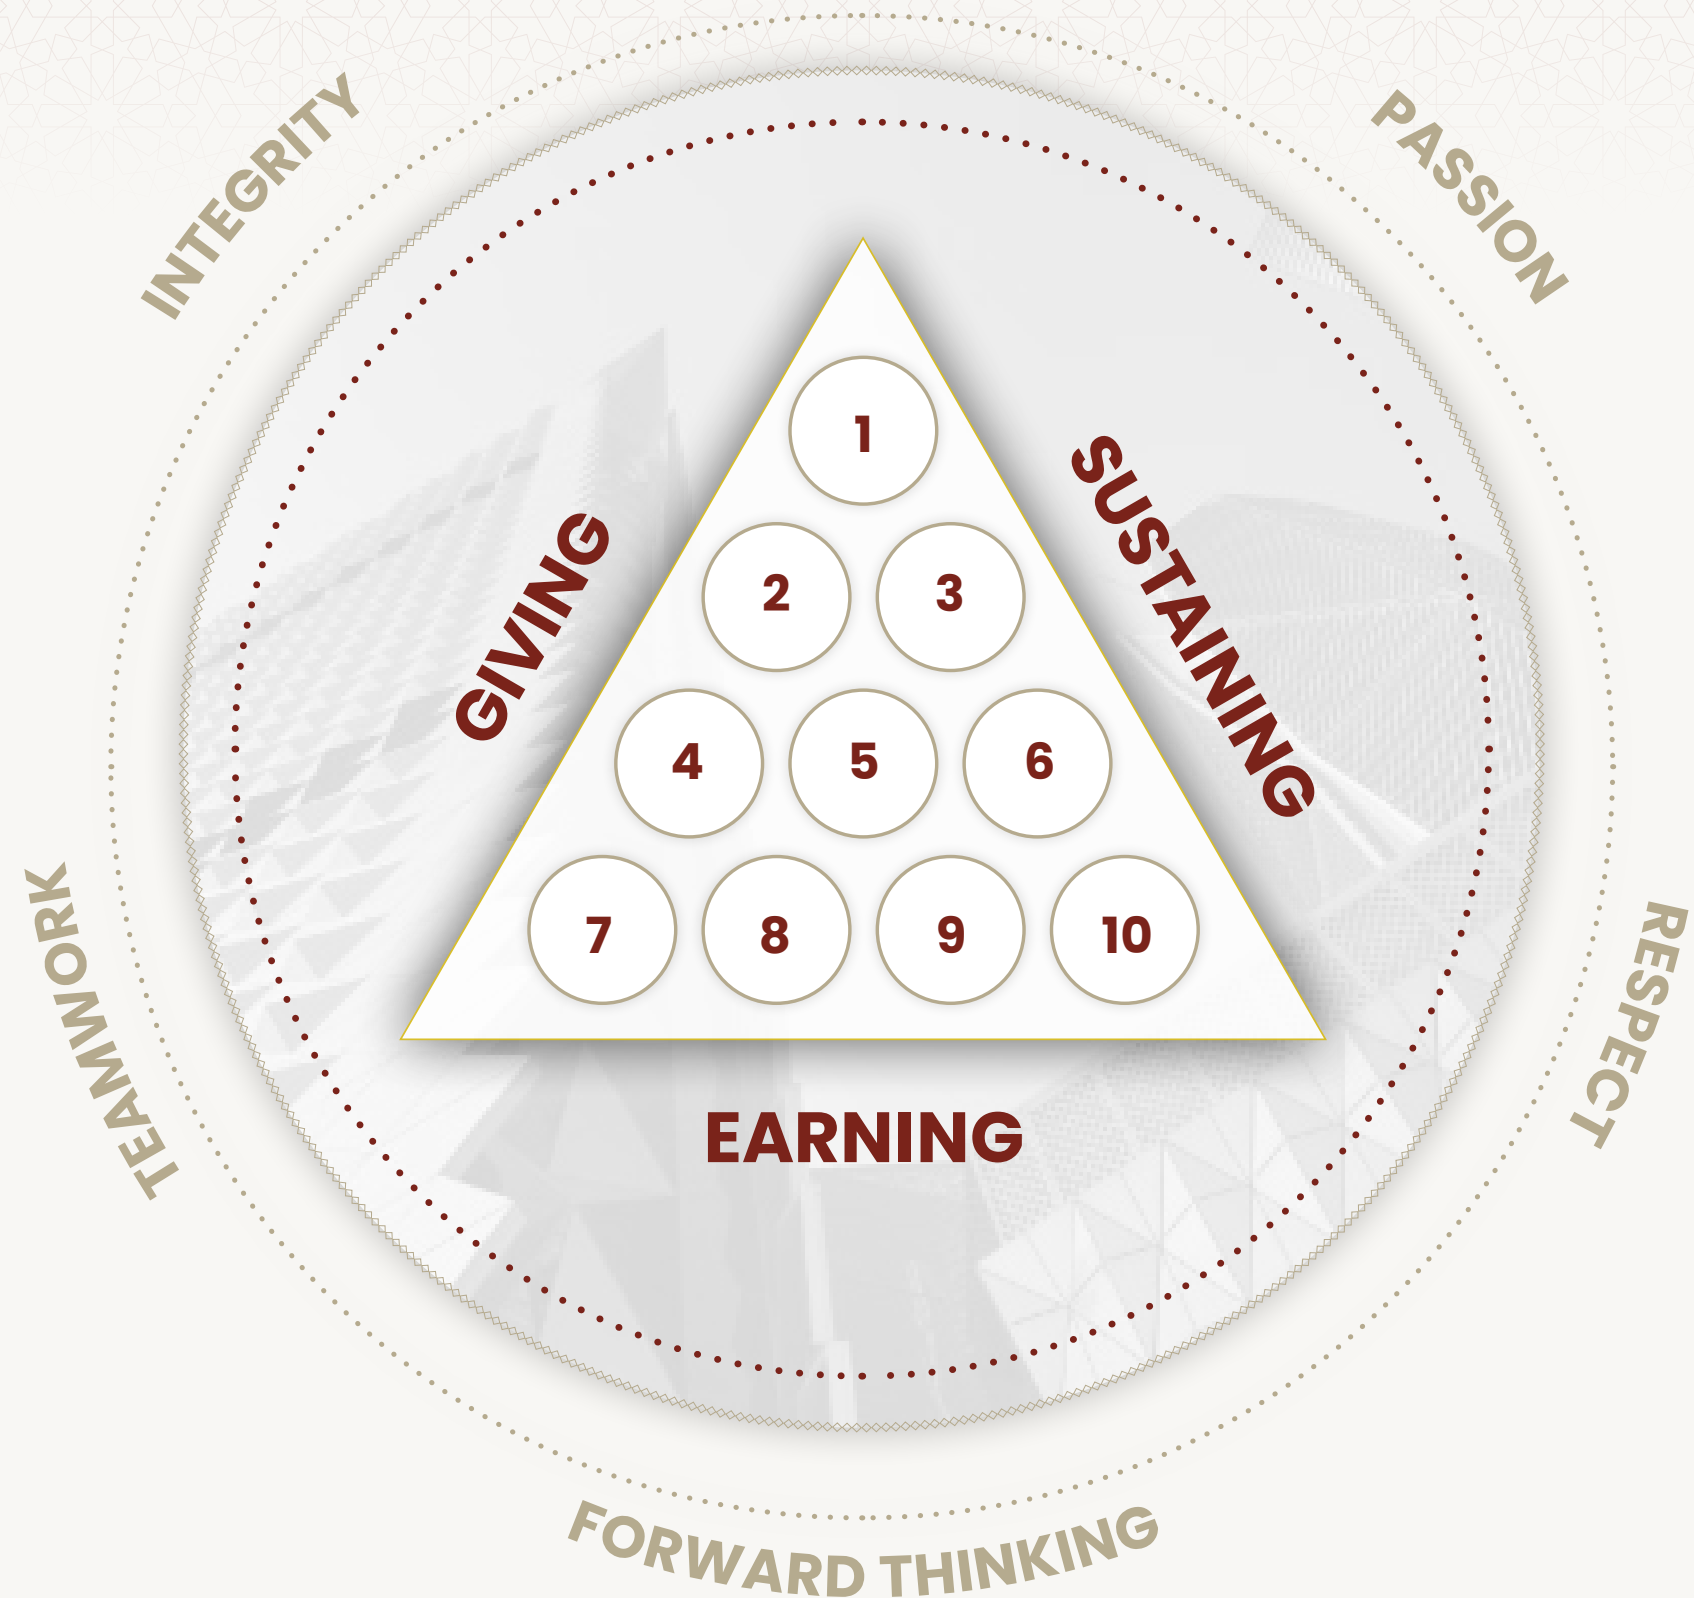 INTEGRITY
PASSION
GIVING
SUSTAINING
1
2 3
4 5 6
7 8 9 10
EARNING
TEAMWORK
RESPECT
FORWARD THINKING